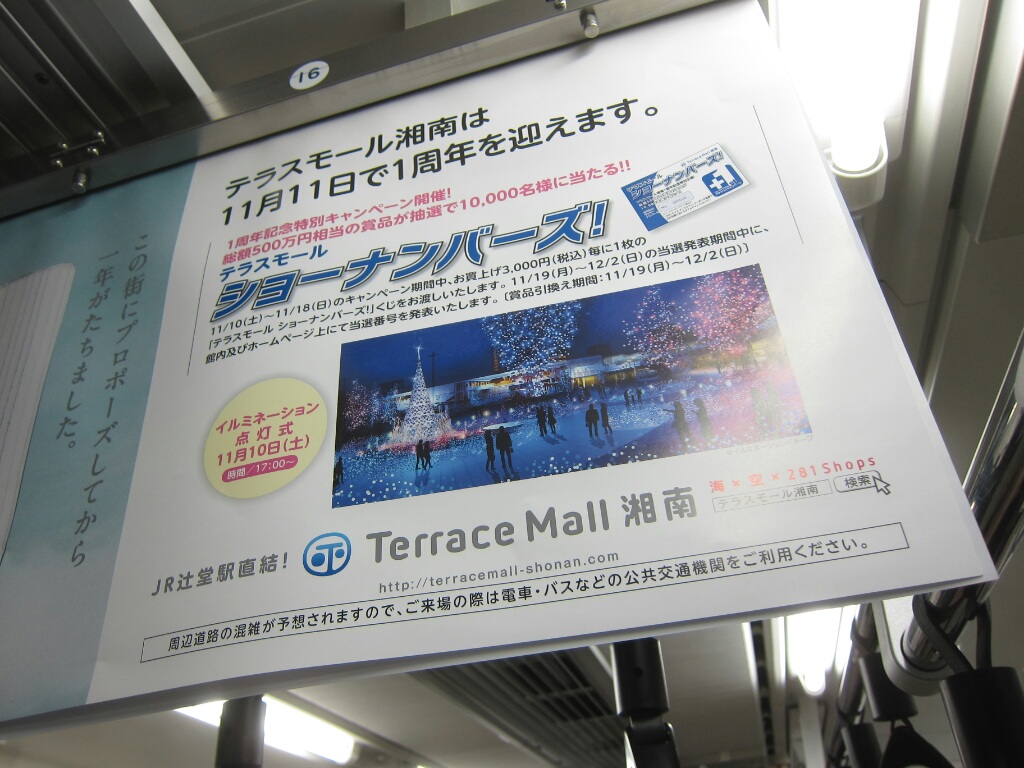 16
この街にプロポーズしてから
一年がたちました。
テラスモール湘南は
11月11日で1周年を迎えます。
1周年記念特別キャンペーン開催!
総額500万円相当の賞品が抽選で10,000名様に当たる!!
テラスモール
ショーナンバーズ!
11/10(土)〜11/18(日)のキャンペーン期間中、お買上げ3,000円(税込)毎に1枚の
「テラスモール ショーナンバーズ!」くじをお渡しいたします。11/19(月)〜12/2(日)の当選発表期間中に、
館内及びホームページ上にて当選番号を発表いたします。(賞品引換え期間:11/19(月)〜12/2(日))
ショーナンバーズ!
+1
イルミネーション
点灯式
11月10日(土)
時間/17:00〜
JR辻堂駅直結!
Terrace Mall 湘南
海×空×281Shops
テラスモール湘南 検索
http://terracemall-shonan.com
周辺道路の混雑が予想されますので、ご来場の際は電車・バスなどの公共交通機関をご利用ください。